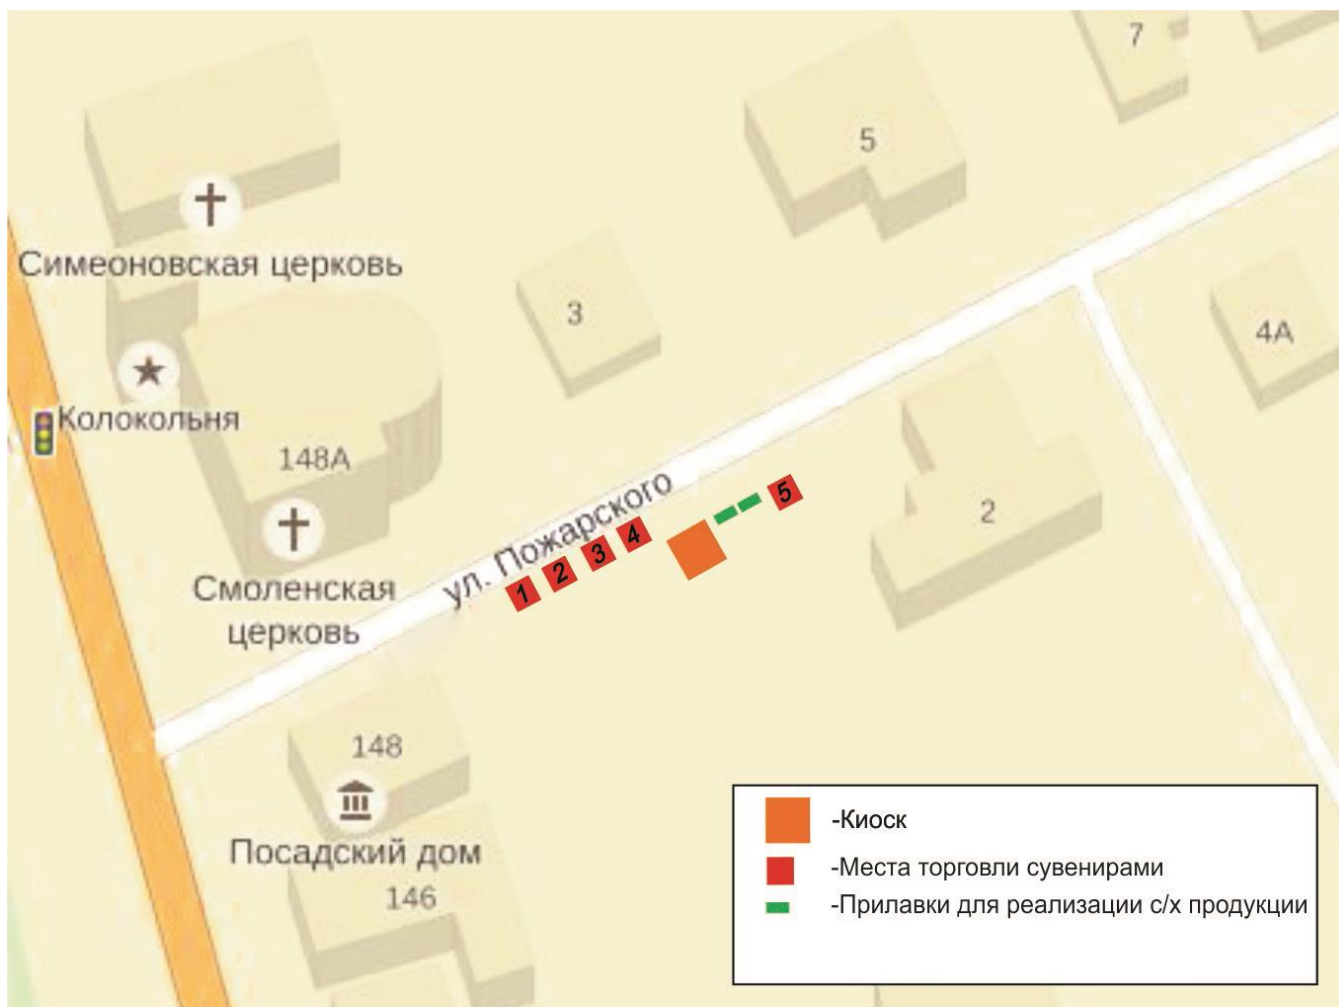 7
5
Симеоновская церковь
3
4А
Колокольня
148А
ул. Пожарского
5
2
4
3
2
1
Смоленская
церковь
148
Посадский дом
146
-Киоск
-Места торговли сувенирами
-Прилавки для реализации с/х продукции